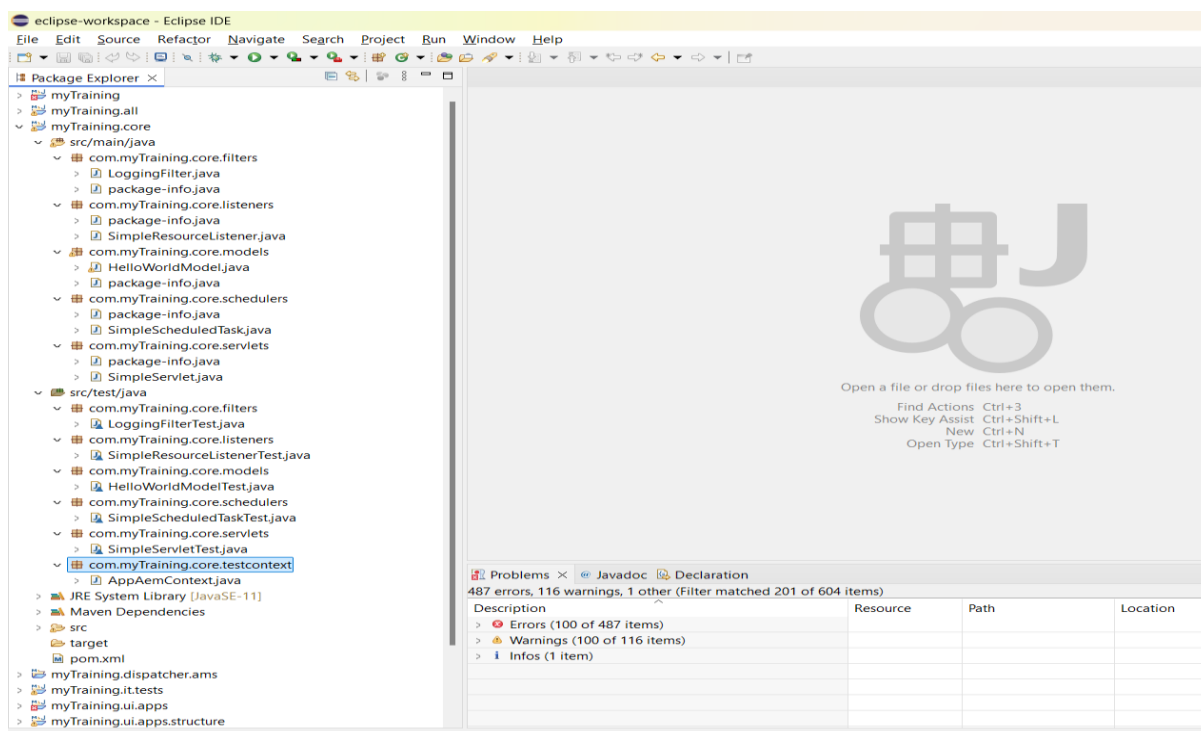 eclipse-workspace - Eclipse IDE
File Edit Source Refactor Navigate Search Project Run Window Help
Package Explorer
myTraining
myTraining.all
myTraining.core
src/main/java
com.myTraining.core.filters
LoggingFilter.java
package-info.java
com.myTraining.core.listeners
package-info.java
SimpleResourceListener.java
com.myTraining.core.models
HelloWorldModel.java
package-info.java
com.myTraining.core.schedulers
package-info.java
SimpleScheduledTask.java
com.myTraining.core.servlets
package-info.java
SimpleServlet.java
src/test/java
com.myTraining.core.filters
LoggingFilterTest.java
com.myTraining.core.listeners
SimpleResourceListenerTest.java
com.myTraining.core.models
HelloWorldModelTest.java
com.myTraining.core.schedulers
SimpleScheduledTaskTest.java
com.myTraining.core.servlets
SimpleServletTest.java
com.myTraining.core.testcontext
AppAemContext.java
JRE System Library [JavaSE-11]
Maven Dependencies
src
target
pom.xml
myTraining.dispatcher.ams
myTraining.it.tests
myTraining.ui.apps
myTraining.ui.apps.structure
Open a file or drop files here to open them.
Find Actions Ctrl+3
Show Key Assist Ctrl+Shift+L
New Ctrl+N
Open Type Ctrl+Shift+T
Problems Javadoc Declaration
487 errors, 116 warnings, 1 other (Filter matched 201 of 604 items)
Description Resource Path Location
Errors (100 of 487 items)
Warnings (100 of 116 items)
Infos (1 item)